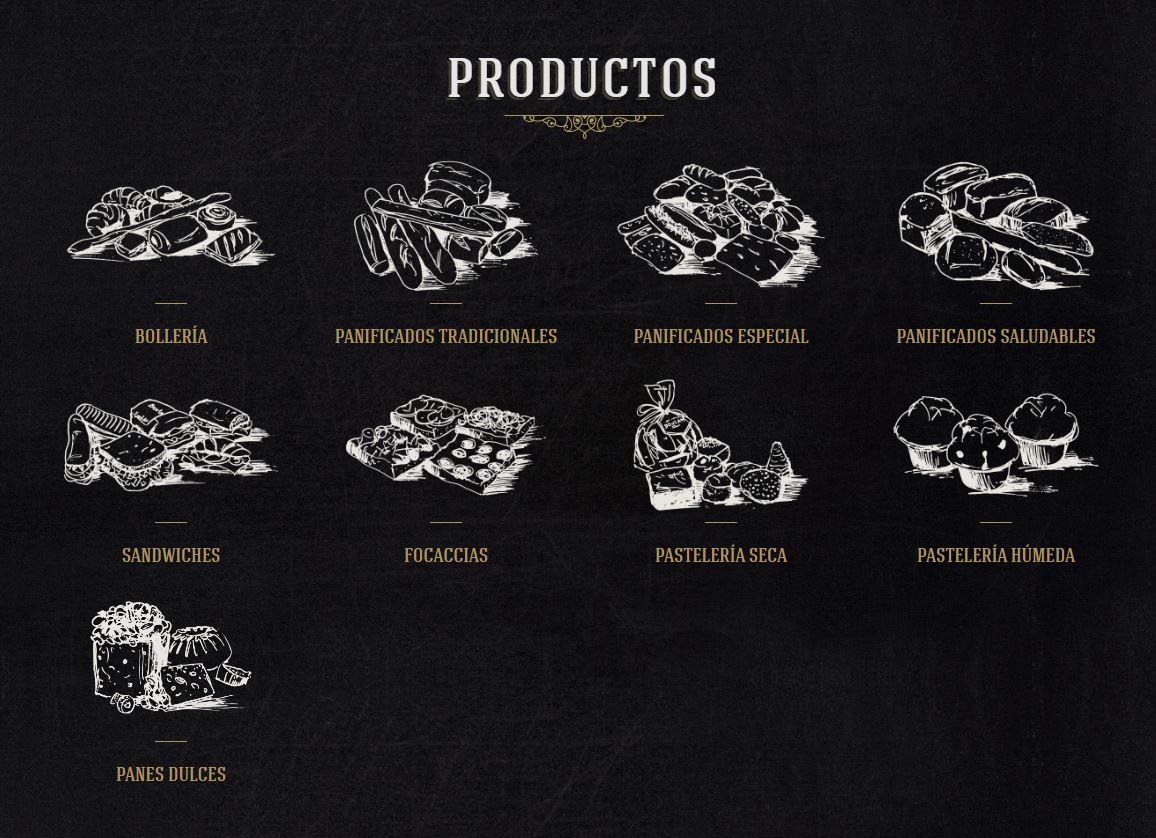 PRODUCTOS
BOLLERÍA
PANIFICADOS TRADICIONALES
PANIFICADOS ESPECIAL
PANIFICADOS SALUDABLES
SANDWICHES
FOCACCIAS
PASTELERÍA SECA
PASTELERÍA HÚMEDA
PANES DULCES